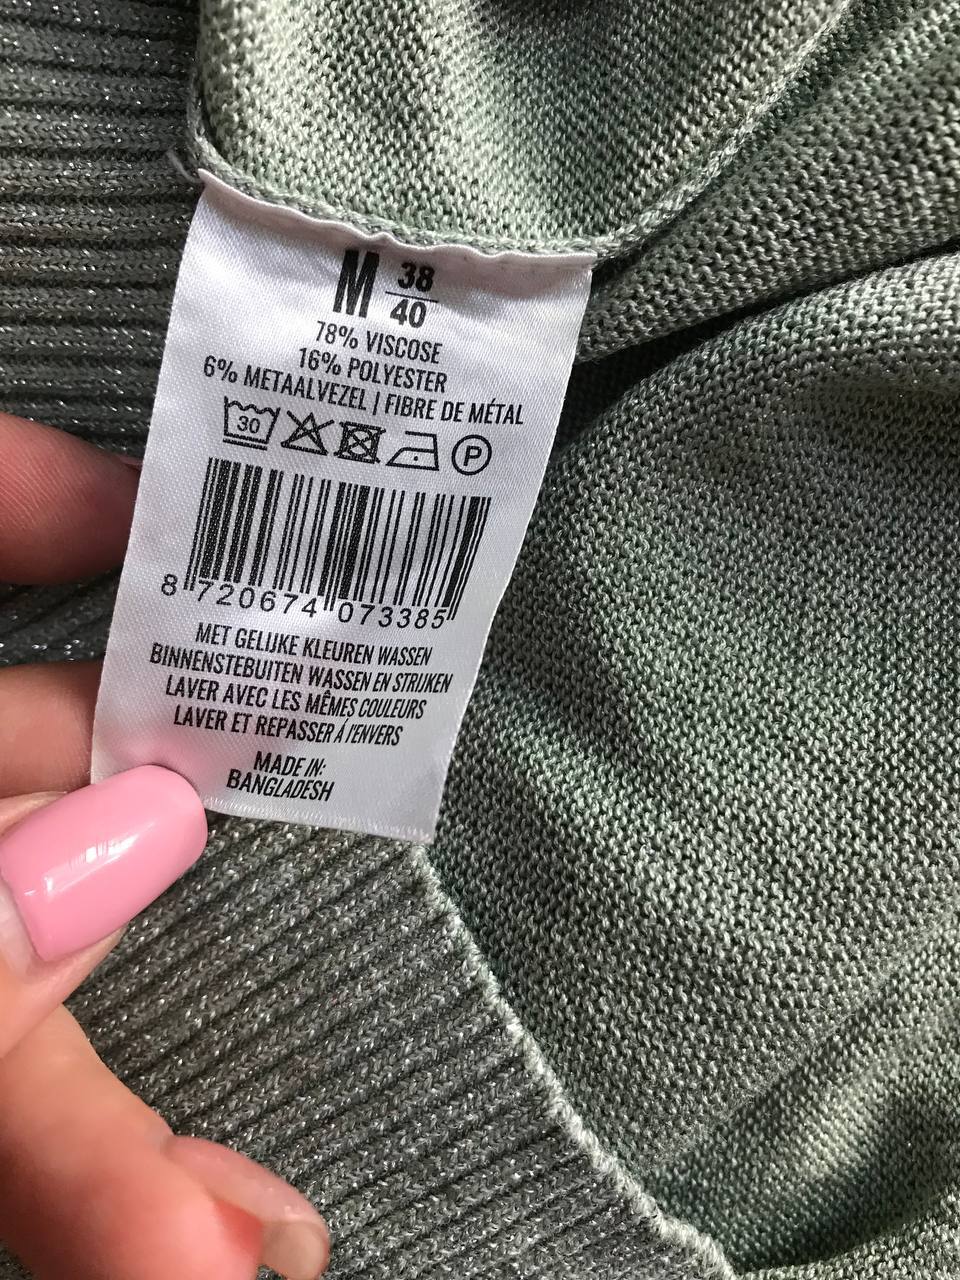 M 38
40
78% VISCOSE
16% POLYESTER
6% METAALVEZEL | FIBRE DE MÉTAL
30 P
8 720674 073385
MET GELIJKE KLEUREN WASSEN
BINNENSTEBUITEN WASSEN EN STRIJKEN
LAVER AVEC LES MÊMES COULEURS
LAVER ET REPASSER À l'ENVERS
MADE IN:
BANGLADESH